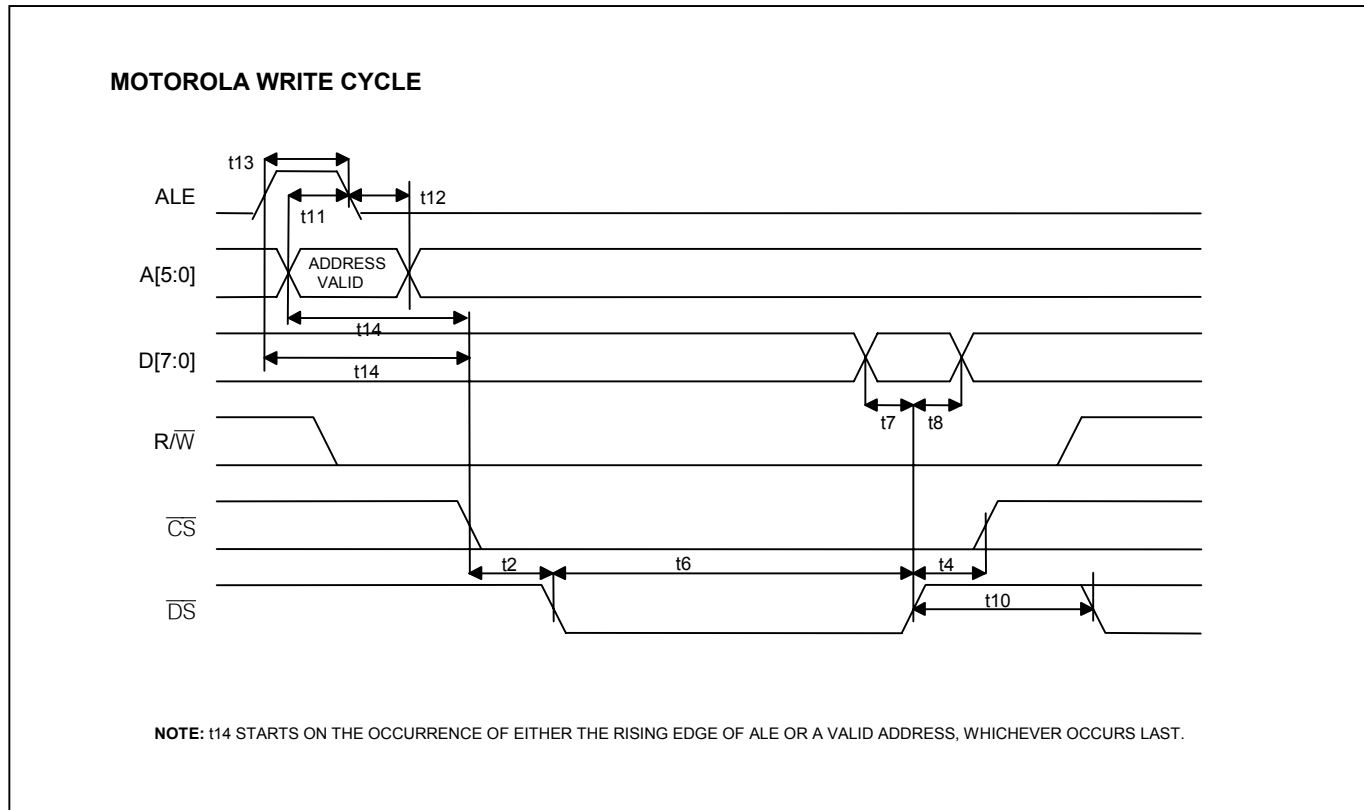 MOTOROLA WRITE CYCLE
t13
ALE
t11
t12
A[5:0]
ADDRESS
VALID
t14
D[7:0]
t14
t7
t8
R/W̅
C̅S̅
t2
t6
t4
D̅S̅
t10
NOTE: t14 STARTS ON THE OCCURRENCE OF EITHER THE RISING EDGE OF ALE OR A VALID ADDRESS, WHICHEVER OCCURS LAST.